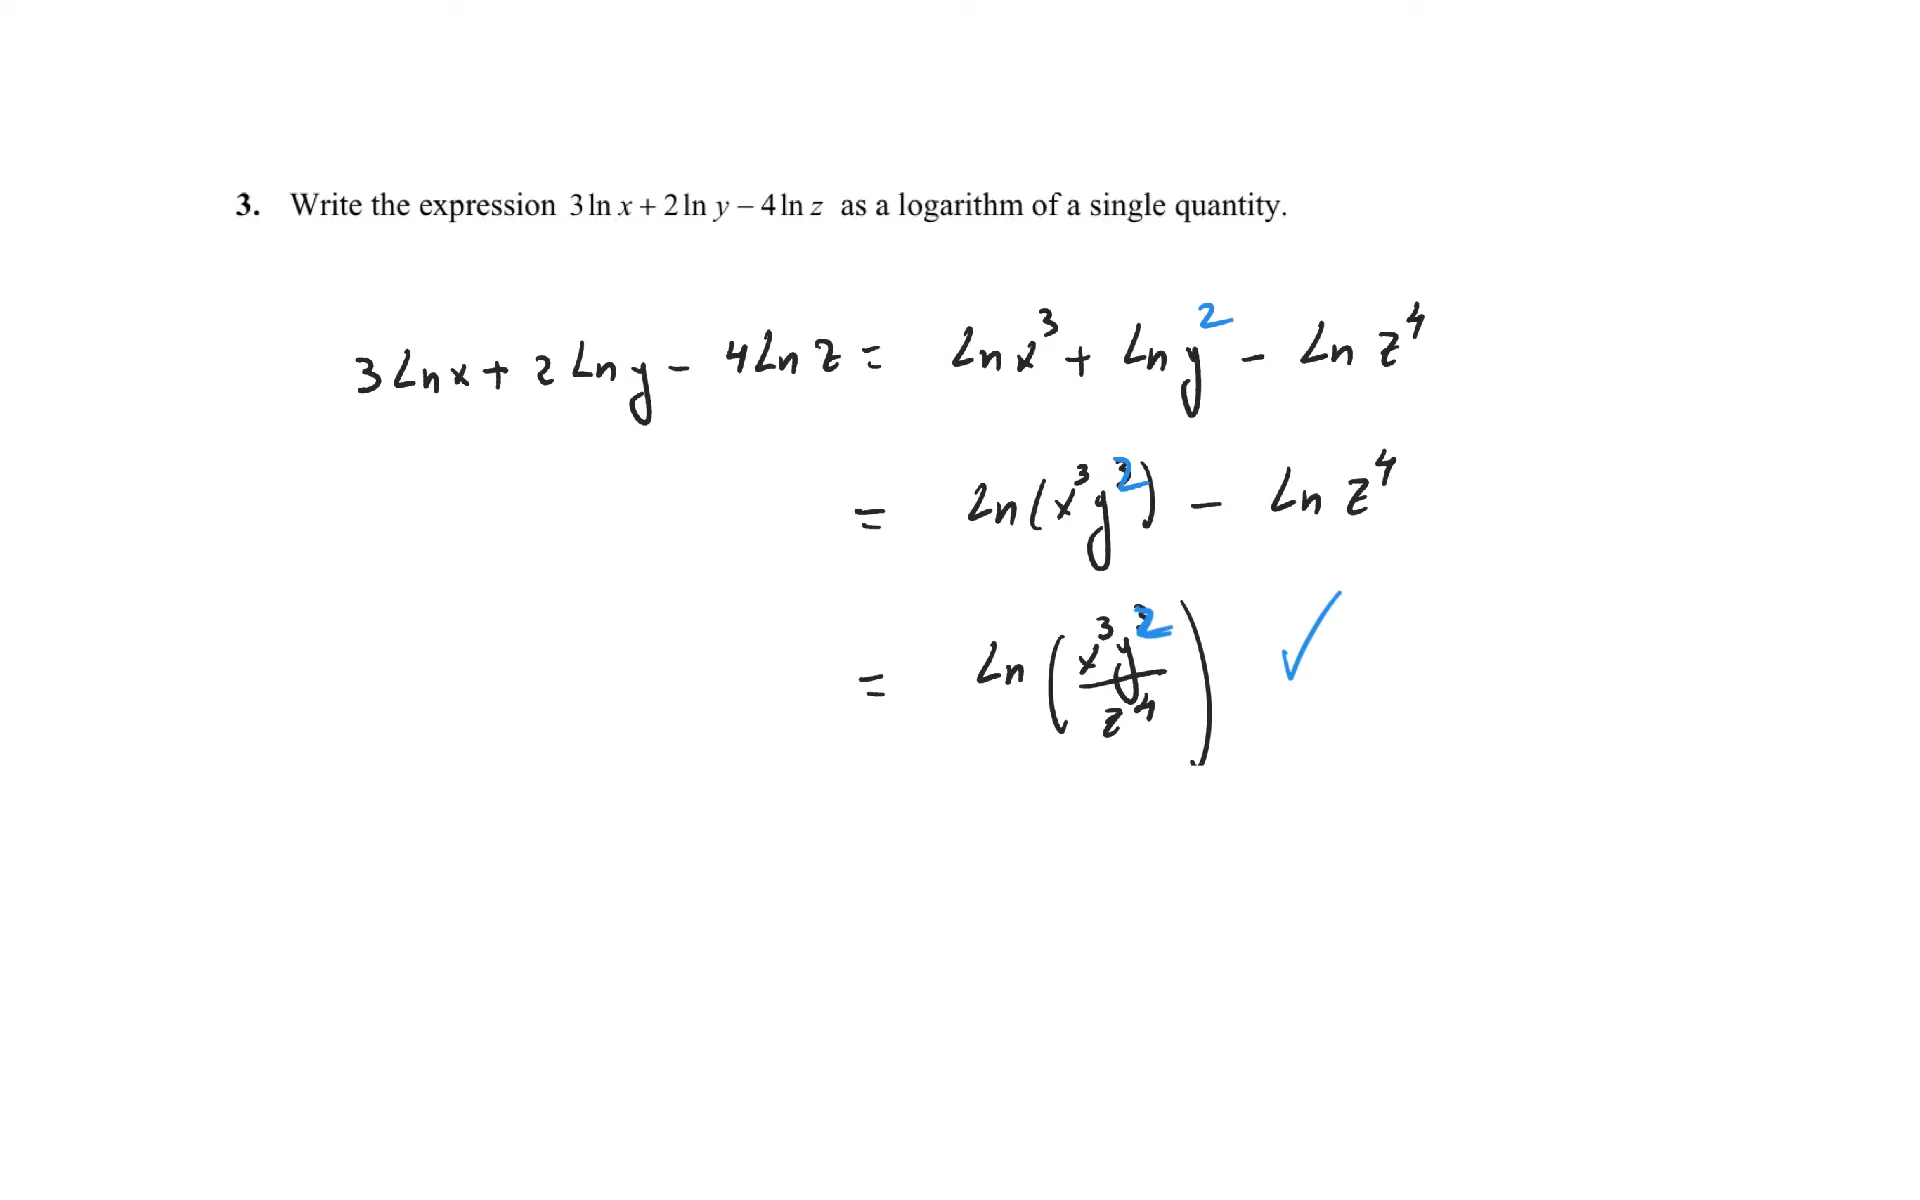 3. Write the expression 3 ln x + 2 ln y − 4 ln z as a logarithm of a single quantity.
3 Ln x + 2 Ln y - 4 Ln z = Ln x³ + Ln y² - Ln z⁴
= Ln (x³y²) - Ln z⁴
= Ln (x³y²/z⁴) ✓